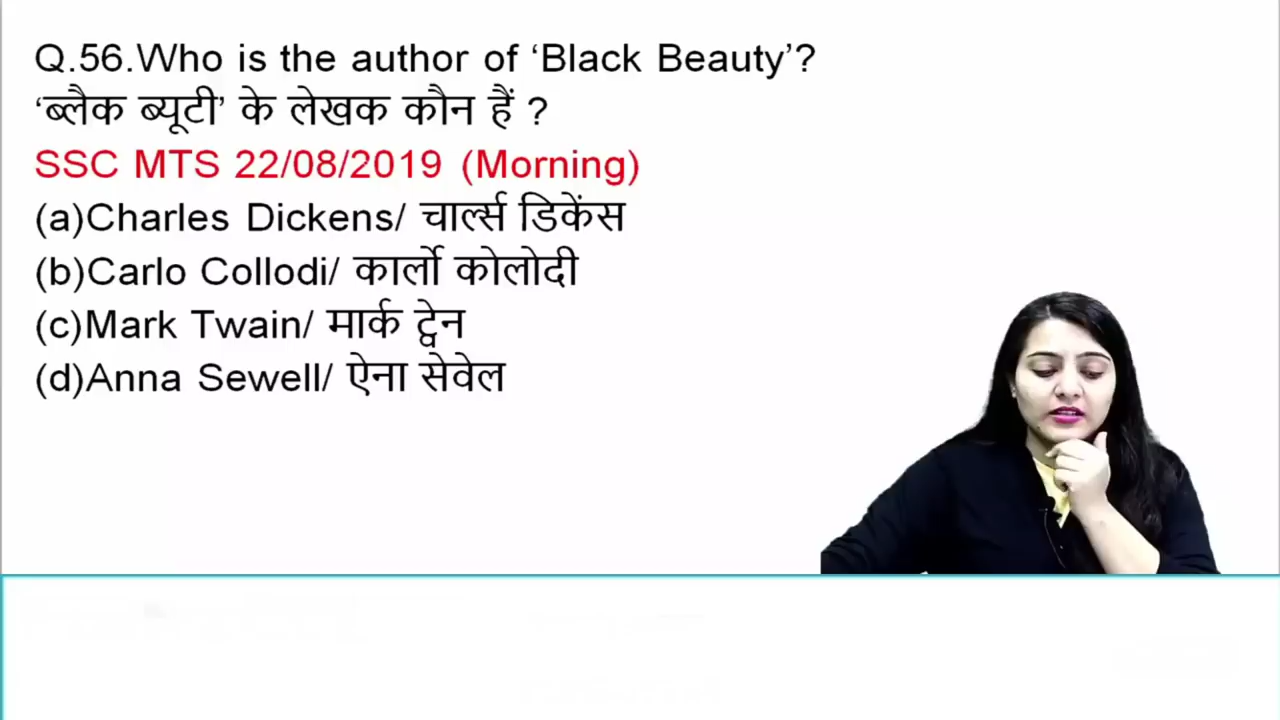 Q.56.Who is the author of ‘Black Beauty’?
‘ब्लैक ब्यूटी’ के लेखक कौन हैं ?
SSC MTS 22/08/2019 (Morning)
(a)Charles Dickens/ चार्ल्स डिकेंस
(b)Carlo Collodi/ कार्लो कोलोदी
(c)Mark Twain/ मार्क ट्वेन
(d)Anna Sewell/ ऐना सेवेल